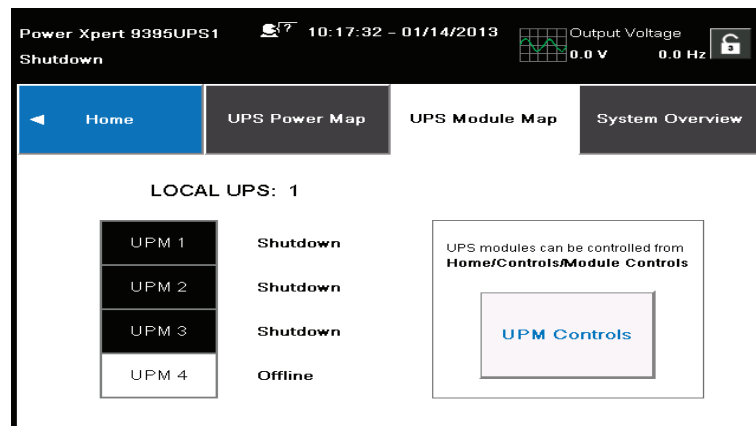 Power Xpert 9395UPS1 ? 10:17:32 - 01/14/2013 Output Voltage
Shutdown 0.0 V 0.0 Hz
Home UPS Power Map UPS Module Map System Overview
LOCAL UPS: 1
UPM 1 Shutdown
UPS modules can be controlled from
Home/Controls/Module Controls
UPM 2 Shutdown
UPM 3 Shutdown
UPM Controls
UPM 4 Offline